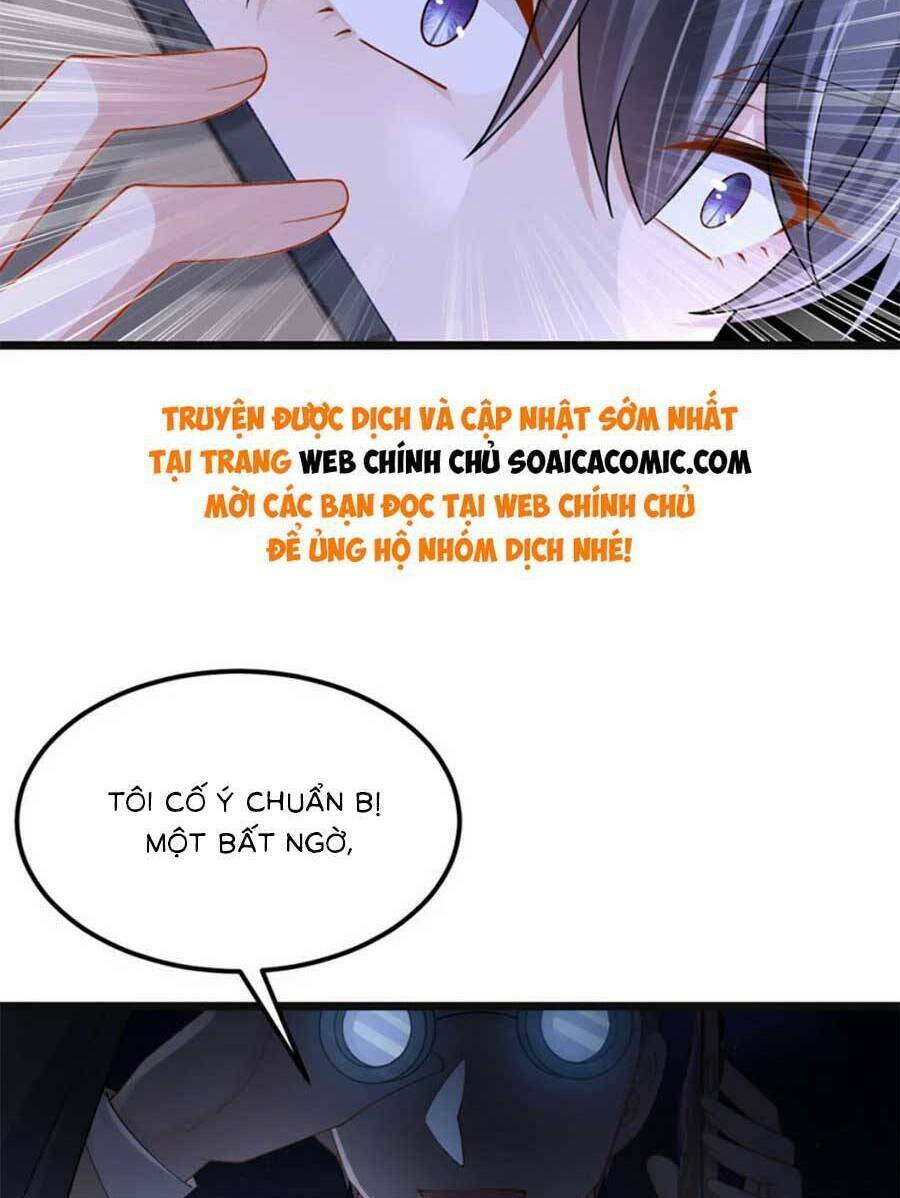 TRUYỆN ĐƯỢC DỊCH VÀ CẬP NHẬT SỚM NHẤT
TẠI TRANG WEB CHÍNH CHỦ SOAICACOMIC.COM
MỜI CÁC BẠN ĐỌC TẠI WEB CHÍNH CHỦ
ĐỂ ỦNG HỘ NHÓM DỊCH NHÉ!
TÔI CỐ Ý CHUẨN BỊ
MỘT BẤT NGỜ,